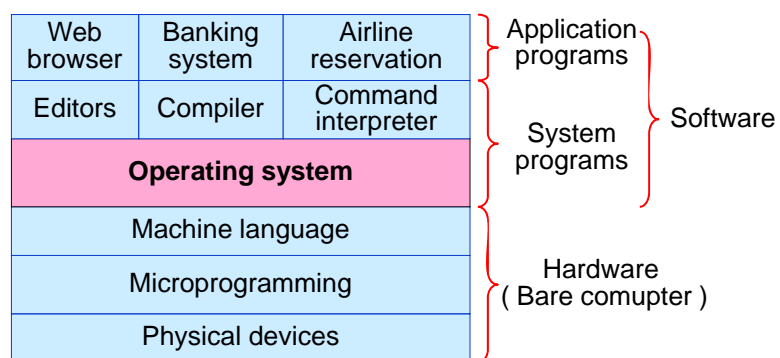 Web browser
Banking system
Airline reservation
Application programs
Editors
Compiler
Command interpreter
System programs
Software
Operating system
Machine language
Microprogramming
Hardware
( Bare comupter )
Physical devices